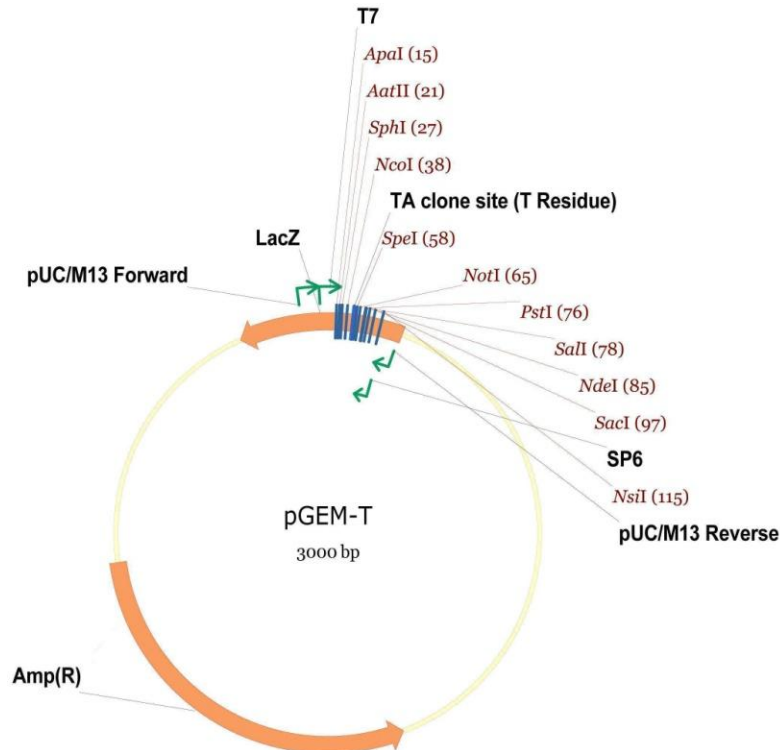 T7
ApaI (15)
AatII (21)
SphI (27)
NcoI (38)
TA clone site (T Residue)
LacZ
SpeI (58)
pUC/M13 Forward
NotI (65)
PstI (76)
SalI (78)
NdeI (85)
SacI (97)
SP6
NsiI (115)
pGEM-T
pUC/M13 Reverse
3000 bp
Amp(R)